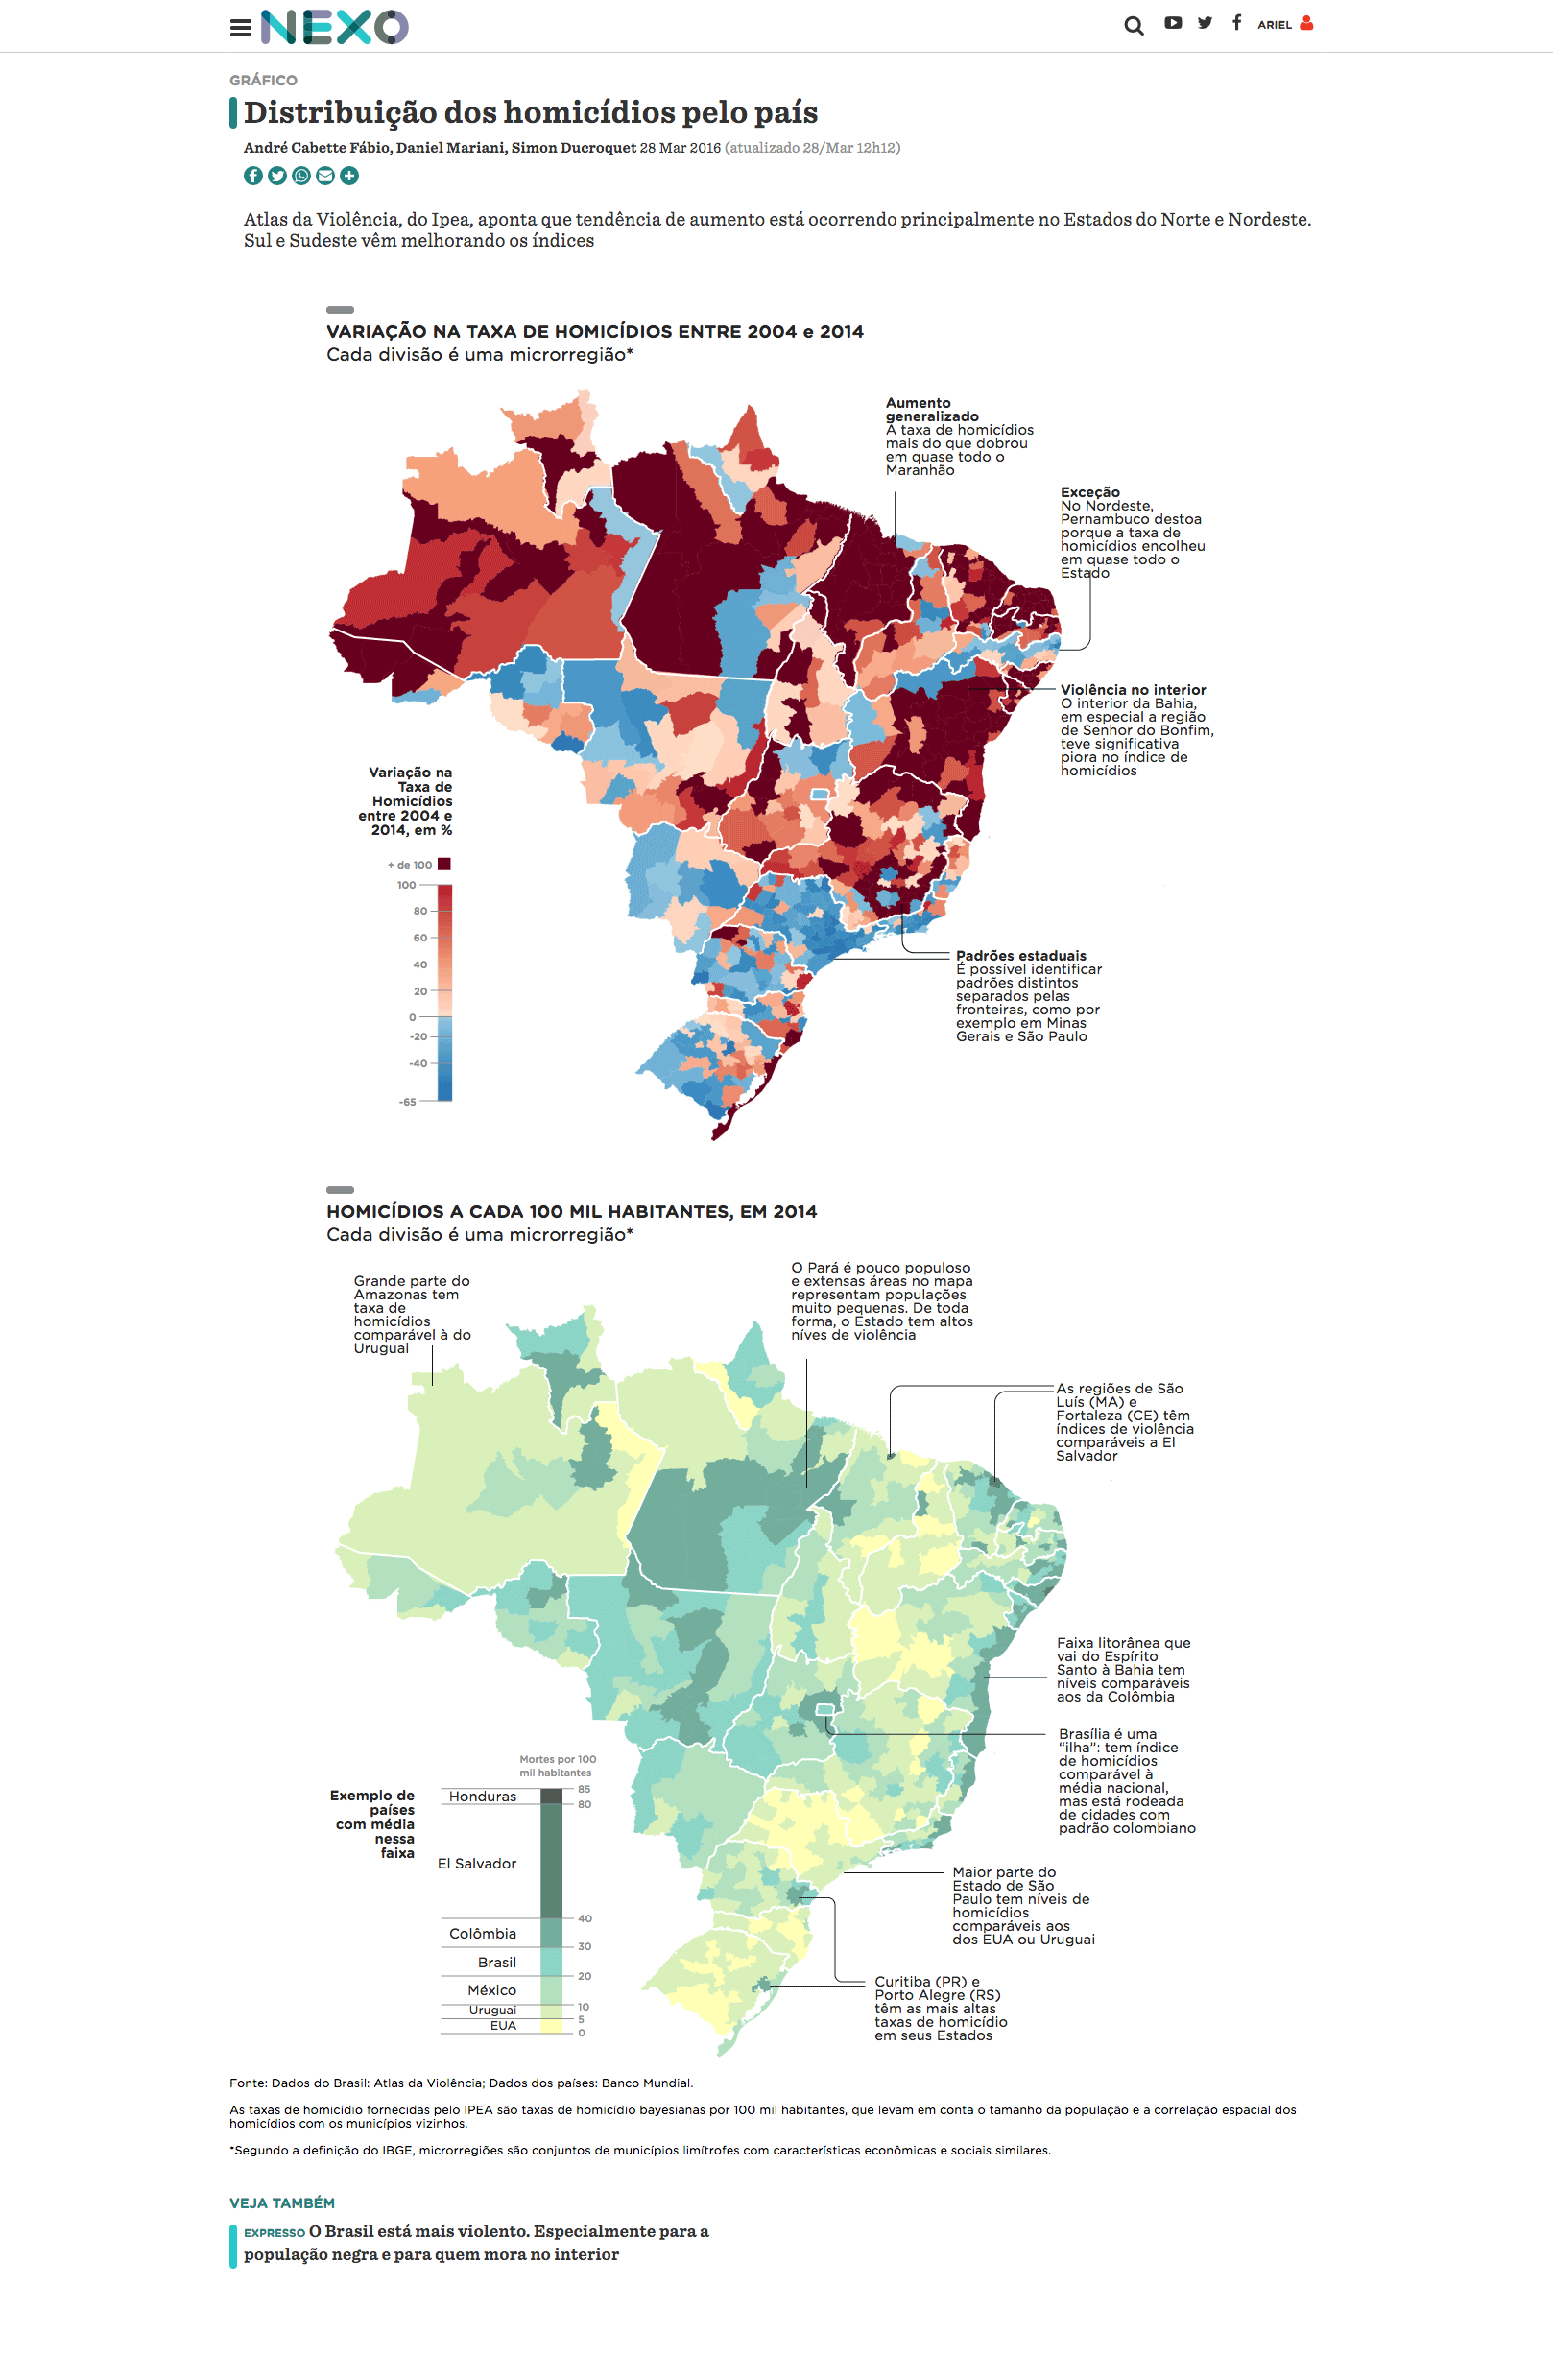 NEXO
ARIEL
GRÁFICO
Distribuição dos homicídios pelo país
André Cabette Fábio, Daniel Mariani, Simon Ducroquet 28 Mar 2016 (atualizado 28/Mar 12h12)
Atlas da Violência, do Ipea, aponta que tendência de aumento está ocorrendo principalmente no Estados do Norte e Nordeste.
Sul e Sudeste vêm melhorando os índices
VARIAÇÃO NA TAXA DE HOMICÍDIOS ENTRE 2004 e 2014
Cada divisão é uma microrregião*
Aumento
generalizado
A taxa de homicídios
mais do que dobrou
em quase todo o
Maranhão
Exceção
No Nordeste,
Pernambuco destoa
porque a taxa de
homicídios encolheu
em quase todo o
Estado
Violência no interior
O interior da Bahia,
em especial a região
de Senhor do Bonfim,
teve significativa
piora no índice de
homicídios
Variação na
Taxa de
Homicídios
entre 2004 e
2014, em %
+ de 100
100
80
60
40
20
0
-20
-40
-65
Padrões estaduais
É possível identificar
padrões distintos
separados pelas
fronteiras, como por
exemplo em Minas
Gerais e São Paulo
HOMICÍDIOS A CADA 100 MIL HABITANTES, EM 2014
Cada divisão é uma microrregião*
Grande parte do
Amazonas tem
taxa de
homicídios
comparável à do
Uruguai
O Pará é pouco populoso
e extensas áreas no mapa
representam populações
muito pequenas. De toda
forma, o Estado tem altos
níves de violência
As regiões de São
Luís (MA) e
Fortaleza (CE) têm
índices de violência
comparáveis a El
Salvador
Faixa litorânea que
vai do Espírito
Santo à Bahia tem
níveis comparáveis
aos da Colômbia
Brasília é uma
“ilha”: tem índice
de homicídios
comparável à
média nacional,
mas está rodeada
de cidades com
padrão colombiano
Mortes por 100
mil habitantes
Exemplo de
países
com média
nessa
faixa
Honduras
El Salvador
Colômbia
Brasil
México
Uruguai
EUA
85
80
40
30
20
10
5
0
Maior parte do
Estado de São
Paulo tem níveis de
homicídios
comparáveis aos
dos EUA ou Uruguai
Curitiba (PR) e
Porto Alegre (RS)
têm as mais altas
taxas de homicídio
em seus Estados
Fonte: Dados do Brasil: Atlas da Violência; Dados dos países: Banco Mundial.
As taxas de homicídio fornecidas pelo IPEA são taxas de homicídio bayesianas por 100 mil habitantes, que levam em conta o tamanho da população e a correlação espacial dos
homicídios com os municípios vizinhos.
*Segundo a definição do IBGE, microrregiões são conjuntos de municípios limítrofes com características econômicas e sociais similares.
VEJA TAMBÉM
EXPRESSO O Brasil está mais violento. Especialmente para a
população negra e para quem mora no interior